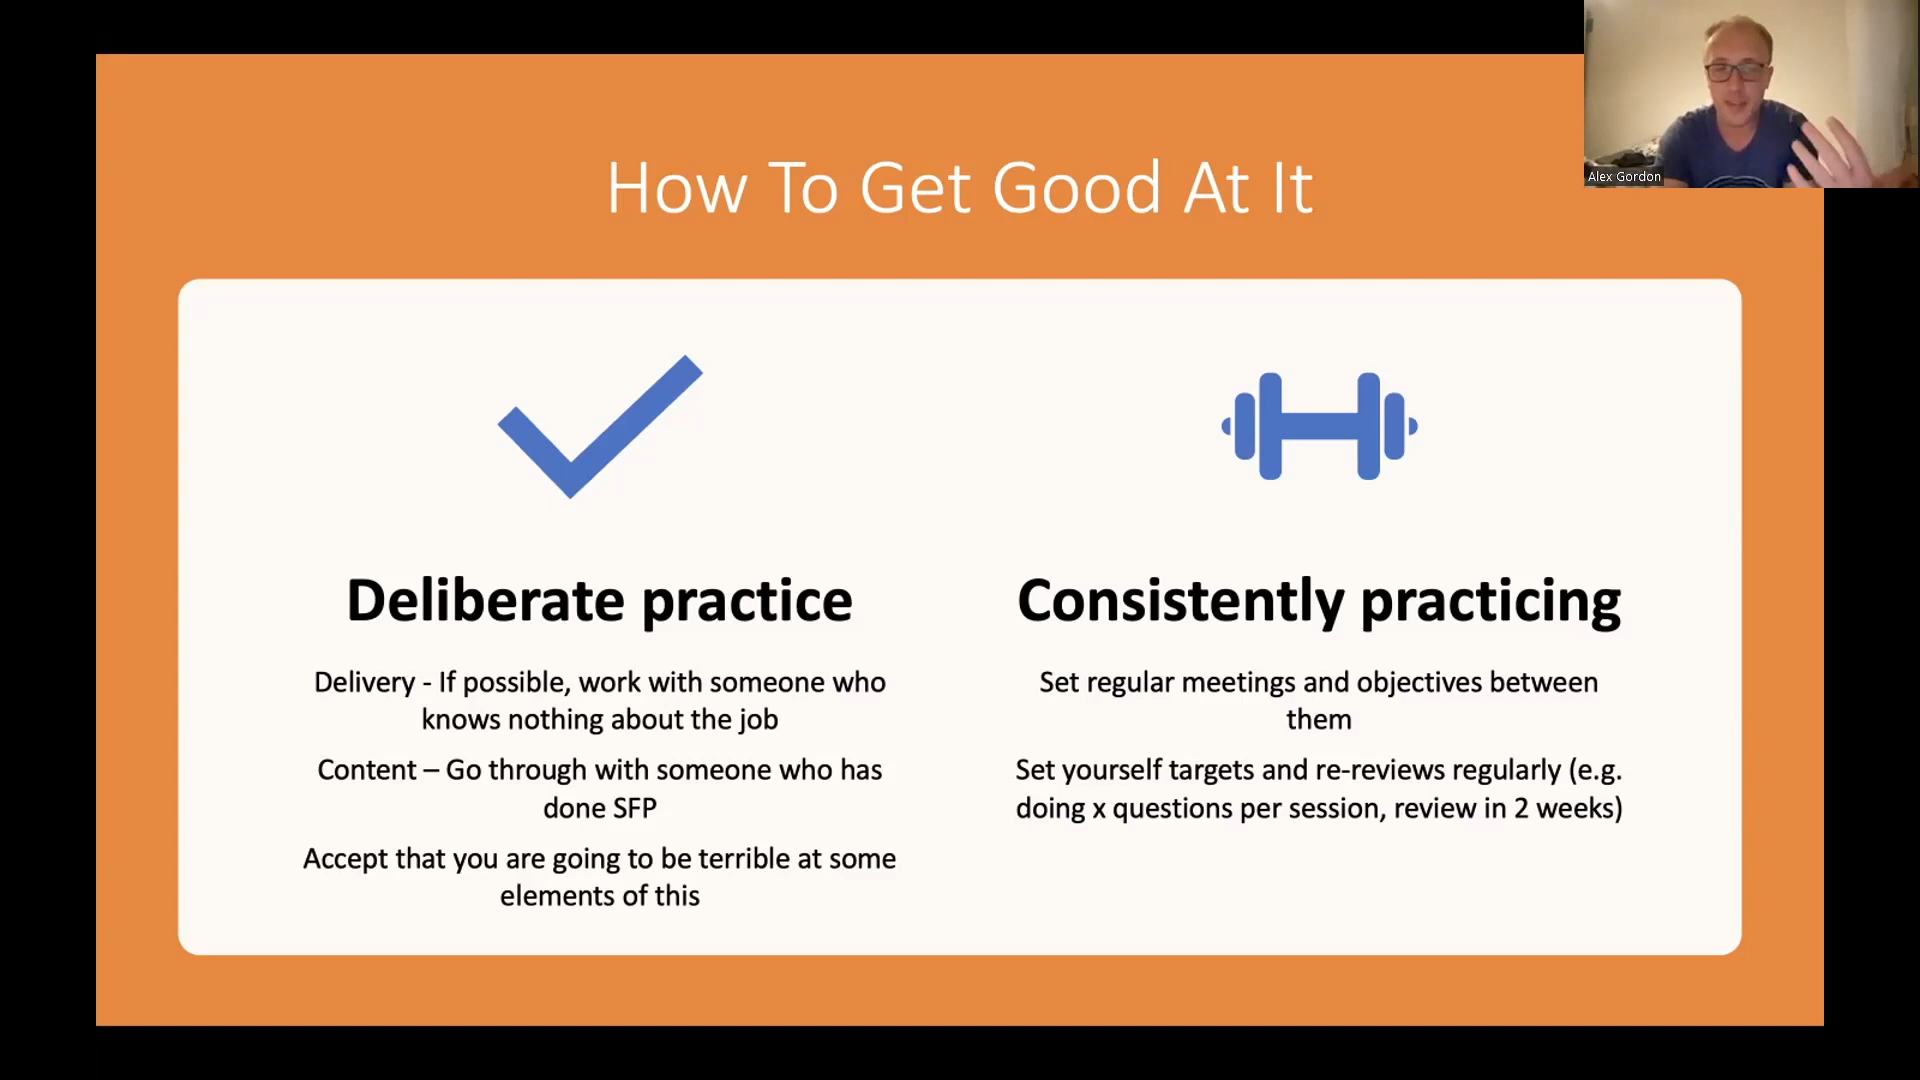 Alex Gordon
How To Get Good At It
Deliberate practice
Delivery - If possible, work with someone who
knows nothing about the job
Content – Go through with someone who has
done SFP
Accept that you are going to be terrible at some
elements of this
Consistently practicing
Set regular meetings and objectives between
them
Set yourself targets and re-reviews regularly (e.g.
doing x questions per session, review in 2 weeks)